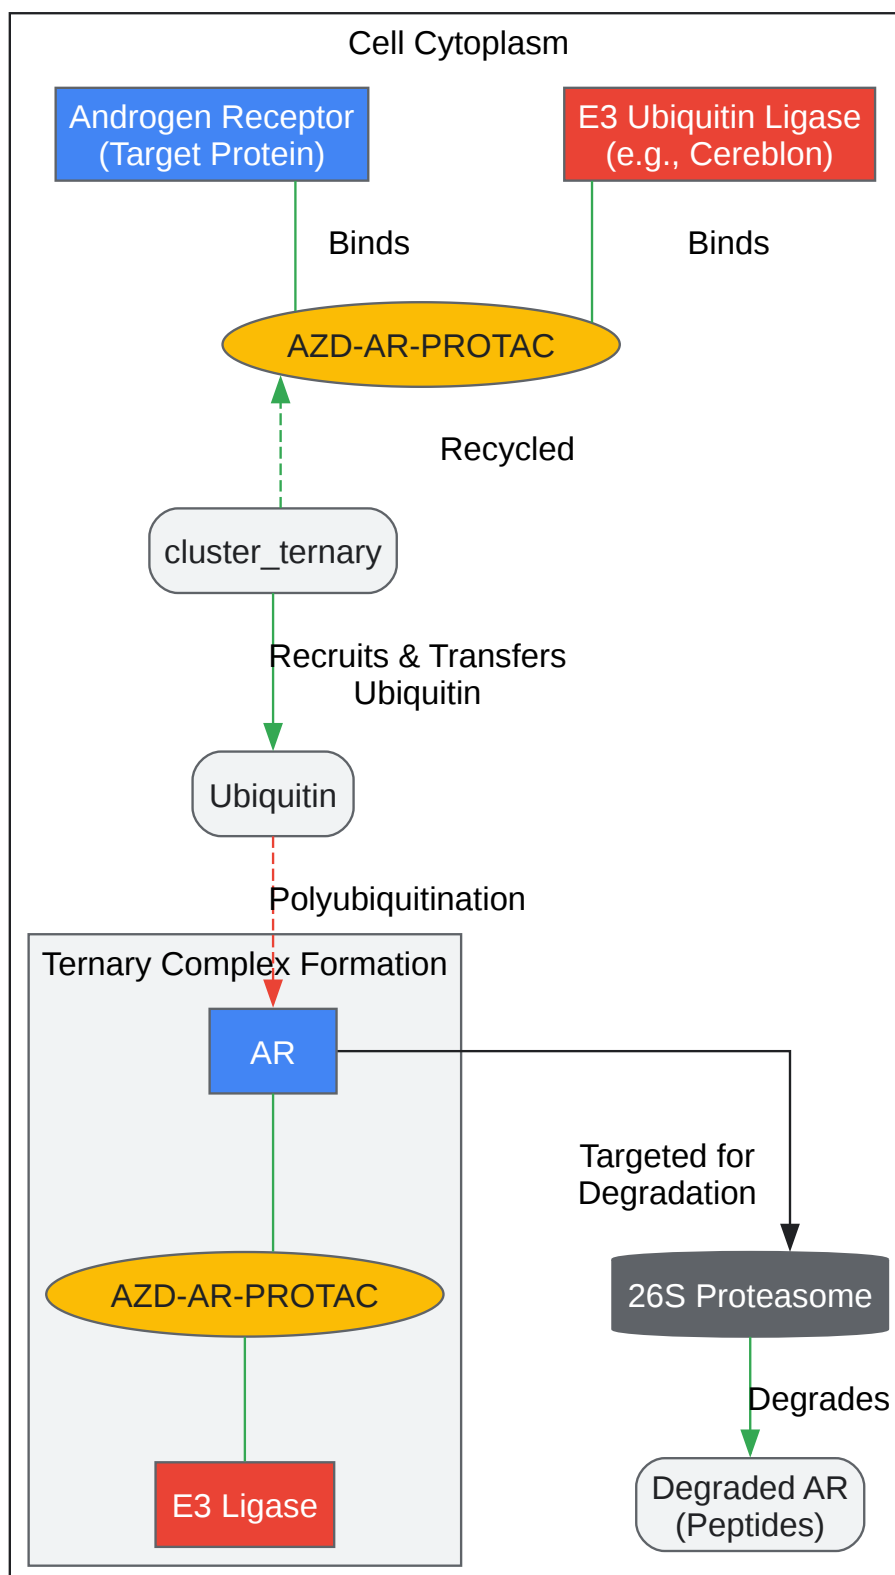 Cell Cytoplasm
Androgen Receptor
(Target Protein)
E3 Ubiquitin Ligase
(e.g., Cereblon)
Binds
Binds
AZD-AR-PROTAC
Recycled
cluster_ternary
Recruits & Transfers
Ubiquitin
Ubiquitin
Polyubiquitination
Ternary Complex Formation
AR
Targeted for
Degradation
AZD-AR-PROTAC
26S Proteasome
Degrades
E3 Ligase
Degraded AR
(Peptides)